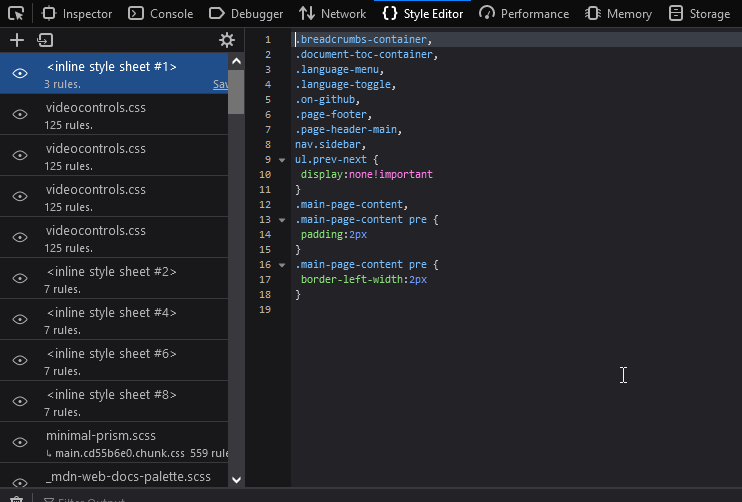 Inspector Console Debugger Network Style Editor Performance Memory Storage
<inline style sheet #1>
3 rules.
videocontrols.css
125 rules.
videocontrols.css
125 rules.
videocontrols.css
125 rules.
videocontrols.css
125 rules.
<inline style sheet #2>
7 rules.
<inline style sheet #4>
7 rules.
<inline style sheet #6>
7 rules.
<inline style sheet #8>
7 rules.
minimal-prism.scss
↳ main.cd55b6e0.chunk.css 559 rule
_mdn-web-docs-palette.scss
1 .breadcrumbs-container,
2 .document-toc-container,
3 .language-menu,
4 .language-toggle,
5 .on-github,
6 .page-footer,
7 .page-header-main,
8 nav.sidebar,
9 ul.prev-next {
10 display:none!important
11 }
12 .main-page-content,
13 .main-page-content pre {
14 padding:2px
15 }
16 .main-page-content pre {
17 border-left-width:2px
18 }
19